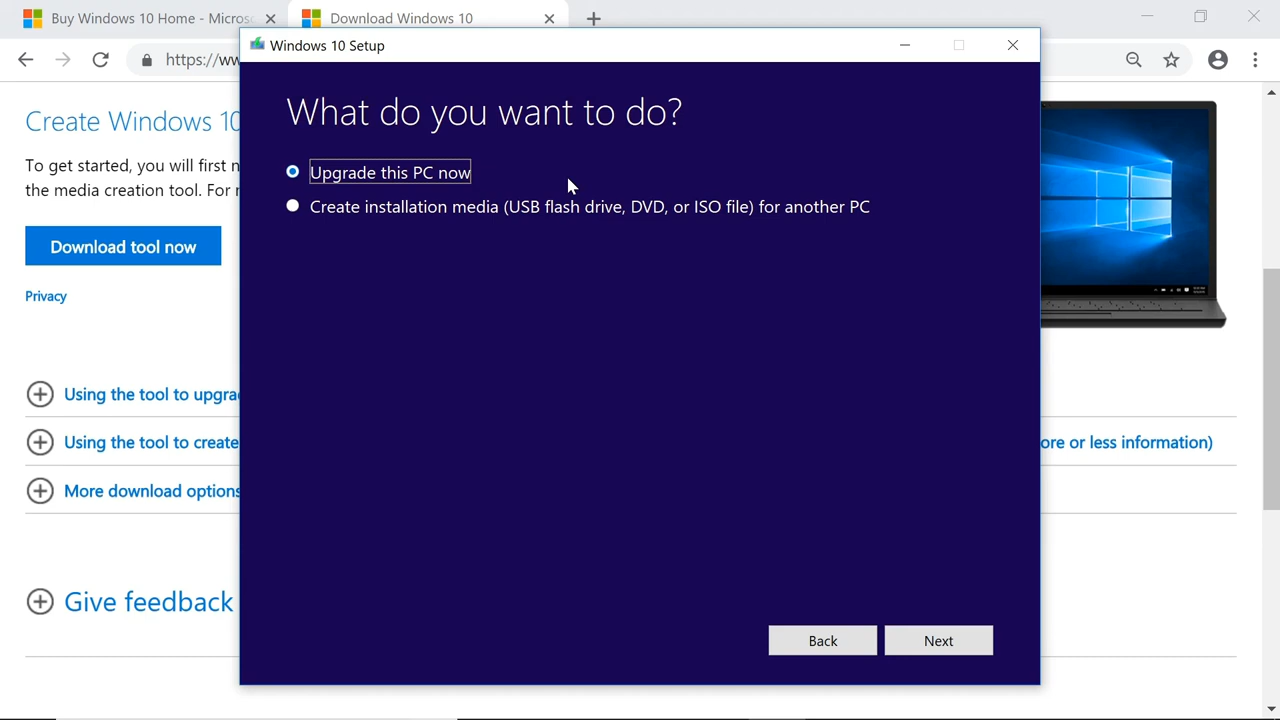 Buy Windows 10 Home - Micros
Download Windows 10
https://ww
Windows 10 Setup
What do you want to do?
Upgrade this PC now
Create installation media (USB flash drive, DVD, or ISO file) for another PC
Back
Next
Create Windows 10
To get started, you will first n
the media creation tool. For
Download tool now
Privacy
Using the tool to upgra
Using the tool to create
ore or less information)
More download options
Give feedback